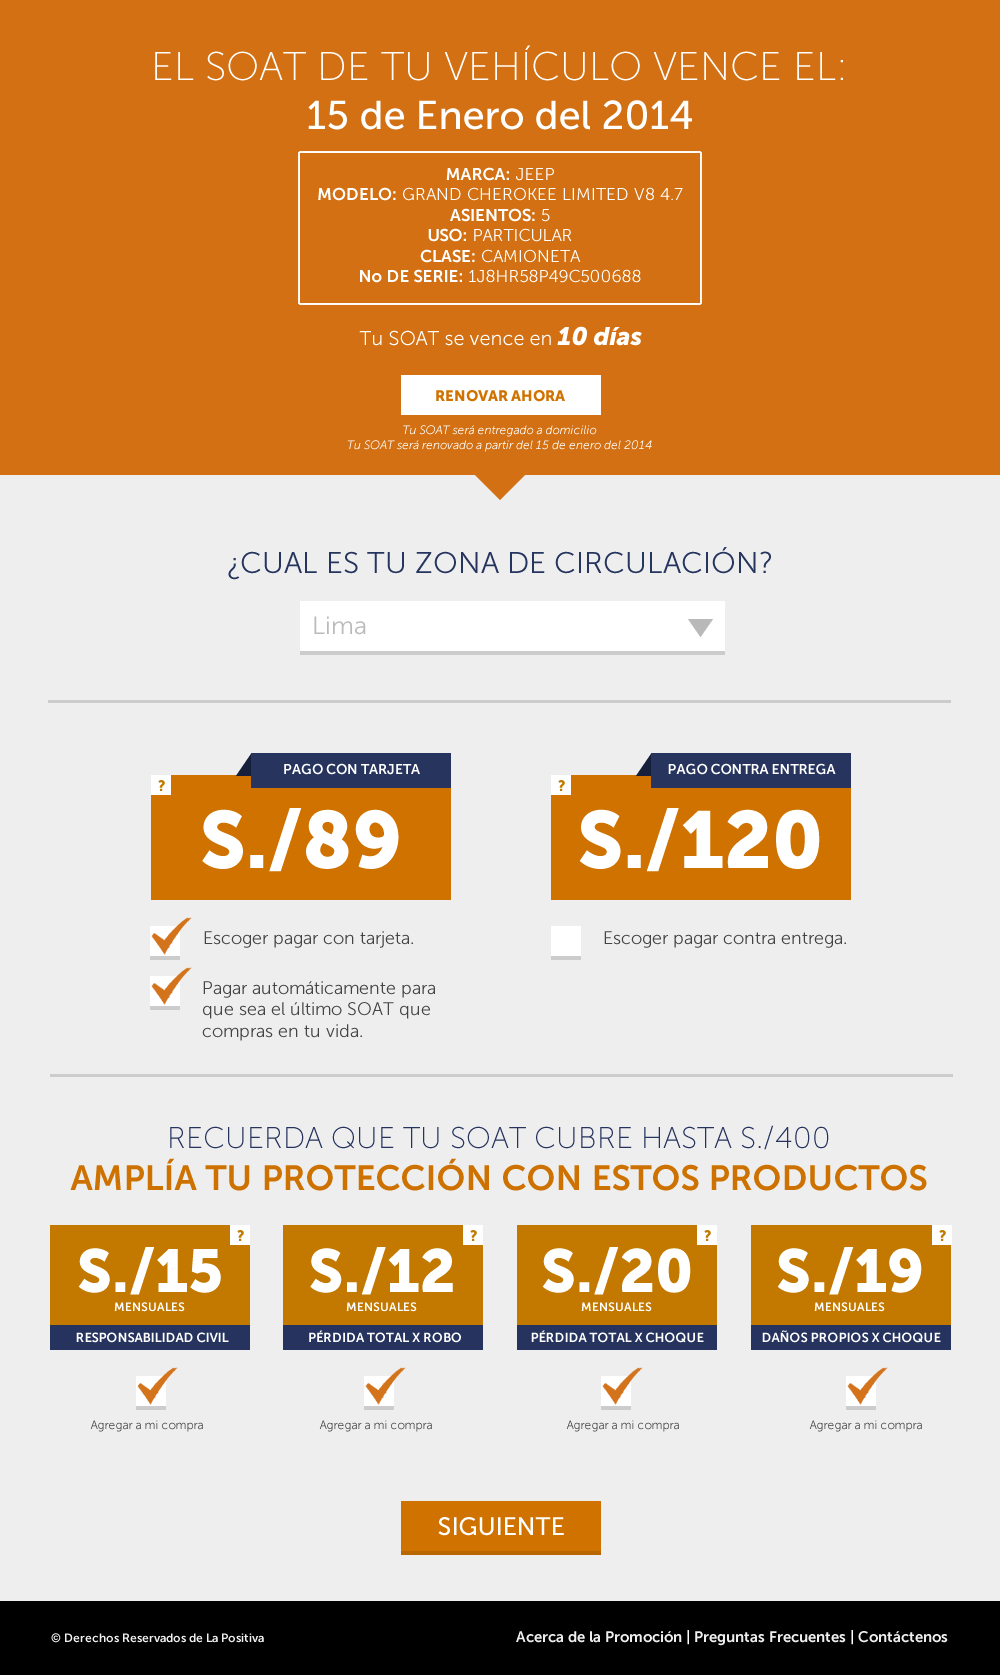 EL SOAT DE TU VEHÍCULO VENCE EL:
15 de Enero del 2014
MARCA: JEEP
MODELO: GRAND CHEROKEE LIMITED V8 4.7
ASIENTOS: 5
USO: PARTICULAR
CLASE: CAMIONETA
No DE SERIE: 1J8HR58P49C500688
Tu SOAT se vence en 10 días
RENOVAR AHORA
Tu SOAT será entregado a domicilio
Tu SOAT será renovado a partir del 15 de enero del 2014
¿CUAL ES TU ZONA DE CIRCULACIÓN?
Lima
PAGO CON TARJETA
?
S./89
Escoger pagar con tarjeta.
Pagar automáticamente para
que sea el último SOAT que
compras en tu vida.
PAGO CONTRA ENTREGA
?
S./120
Escoger pagar contra entrega.
RECUERDA QUE TU SOAT CUBRE HASTA S./400
AMPLÍA TU PROTECCIÓN CON ESTOS PRODUCTOS
?
S./15
MENSUALES
RESPONSABILIDAD CIVIL
Agregar a mi compra
?
S./12
MENSUALES
PÉRDIDA TOTAL X ROBO
Agregar a mi compra
?
S./20
MENSUALES
PÉRDIDA TOTAL X CHOQUE
Agregar a mi compra
?
S./19
MENSUALES
DAÑOS PROPIOS X CHOQUE
Agregar a mi compra
SIGUIENTE
© Derechos Reservados de La Positiva
Acerca de la Promoción | Preguntas Frecuentes | Contáctenos